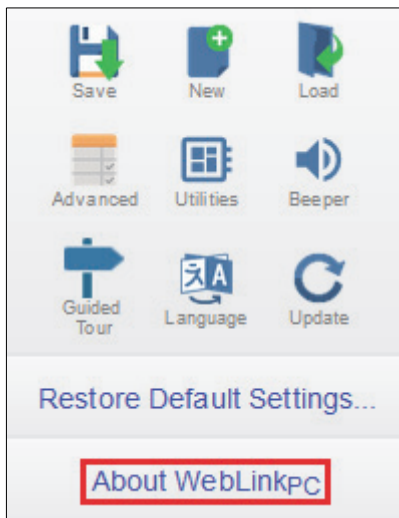 Save New Load
Advanced Utilities Beeper
Guided
Tour Language Update
Restore Default Settings...
About WebLinkPC